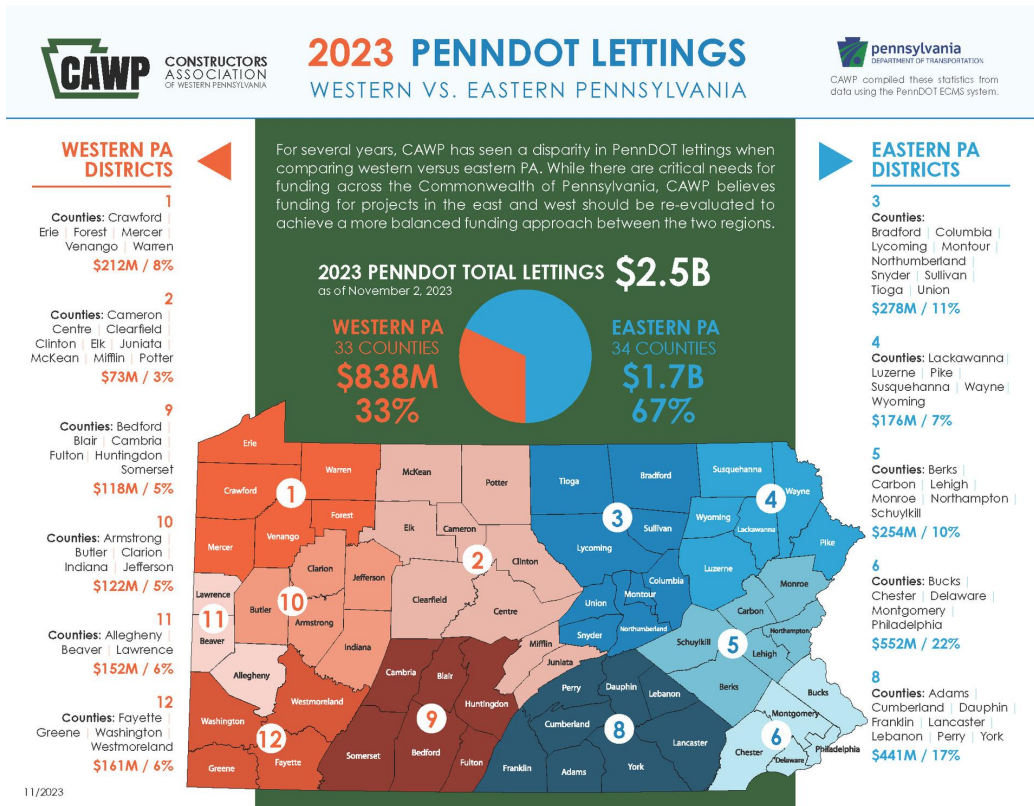 CAWP
CONSTRUCTORS
ASSOCIATION
OF WESTERN PENNSYLVANIA
2023 PENNDOT LETTINGS
WESTERN VS. EASTERN PENNSYLVANIA
pennsylvania
DEPARTMENT OF TRANSPORTATION
CAWP compiled these statistics from
data using the PennDOT ECMS system.
WESTERN PA
DISTRICTS
1
Counties: Crawford |
Erie | Forest | Mercer |
Venango | Warren
$212M / 8%
2
Counties: Cameron |
Centre | Clearfield |
Clinton | Elk | Juniata |
McKean | Mifflin | Potter
$73M / 3%
9
Counties: Bedford |
Blair | Cambria |
Fulton | Huntingdon |
Somerset
$118M / 5%
10
Counties: Armstrong |
Butler | Clarion |
Indiana | Jefferson
$122M / 5%
11
Counties: Allegheny |
Beaver | Lawrence
$152M / 6%
12
Counties: Fayette |
Greene | Washington |
Westmoreland
$161M / 6%
11/2023
For several years, CAWP has seen a disparity in PennDOT lettings when
comparing western versus eastern PA. While there are critical needs for
funding across the Commonwealth of Pennsylvania, CAWP believes
funding for projects in the east and west should be re-evaluated to
achieve a more balanced funding approach between the two regions.
2023 PENNDOT TOTAL LETTINGS $2.5B
as of November 2, 2023
WESTERN PA
33 COUNTIES
$838M
33%
EASTERN PA
34 COUNTIES
$1.7B
67%
Erie
Warren
Crawford
1
Forest
Mercer
Venango
McKean
Potter
Elk
Cameron
2
Clinton
Clearfield
Centre
Mifflin
Juniata
Clarion
Jefferson
Butler
10
Armstrong
Indiana
Lawrence
11
Beaver
Allegheny
Westmoreland
Washington
12
Greene
Fayette
Cambria
Blair
Huntingdon
9
Somerset
Bedford
Fulton
Tioga
Bradford
3
Sullivan
Lycoming
Columbia
Union
Montour
Snyder
Northumberland
Susquehanna
4
Wayne
Wyoming
Lackawanna
Pike
Luzerne
Monroe
Carbon
Northampton
Schuylkill
5
Lehigh
Berks
Perry
Dauphin
Lebanon
Cumberland
8
Lancaster
Franklin
Adams
York
Bucks
Montgomery
6
Chester
Delaware
Philadelphia
EASTERN PA
DISTRICTS
3
Counties:
Bradford | Columbia |
Lycoming | Montour |
Northumberland |
Snyder | Sullivan |
Tioga | Union
$278M / 11%
4
Counties: Lackawanna |
Luzerne | Pike |
Susquehanna | Wayne |
Wyoming
$176M / 7%
5
Counties: Berks |
Carbon | Lehigh |
Monroe | Northampton |
Schuylkill
$254M / 10%
6
Counties: Bucks |
Chester | Delaware |
Montgomery |
Philadelphia
$552M / 22%
8
Counties: Adams |
Cumberland | Dauphin |
Franklin | Lancaster |
Lebanon | Perry | York
$441M / 17%